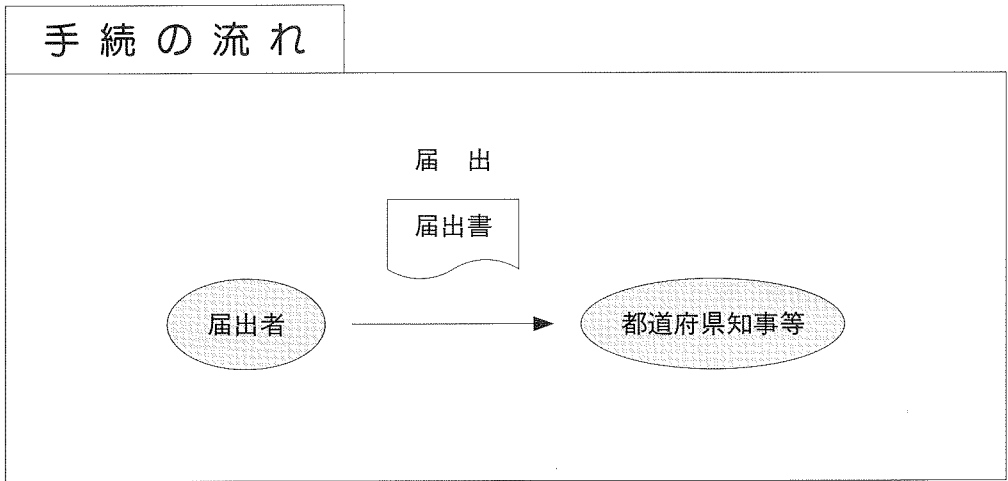 手続の流れ
届出
届出書
届出者
都道府県知事等